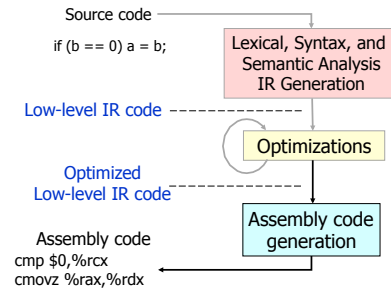 Source code
if (b == 0) a = b;
Lexical, Syntax, and
Semantic Analysis
IR Generation
Low-level IR code
Optimizations
Optimized
Low-level IR code
Assembly code
generation
Assembly code
cmp $0,%rcx
cmovz %rax,%rdx